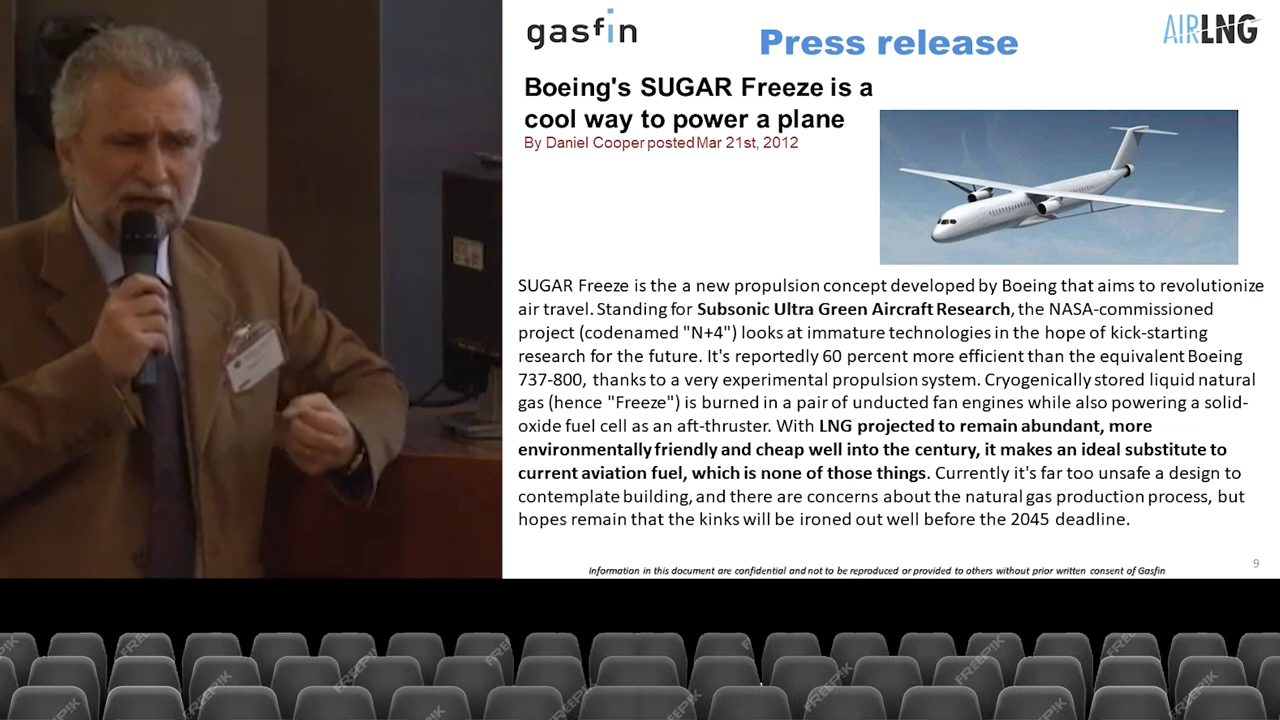 gasfin
Press release
AIRLNG
Boeing's SUGAR Freeze is a
cool way to power a plane
By Daniel Cooper posted Mar 21st, 2012
SUGAR Freeze is the a new propulsion concept developed by Boeing that aims to revolutionize
air travel. Standing for Subsonic Ultra Green Aircraft Research, the NASA-commissioned
project (codenamed "N+4") looks at immature technologies in the hope of kick-starting
research for the future. It's reportedly 60 percent more efficient than the equivalent Boeing
737-800, thanks to a very experimental propulsion system. Cryogenically stored liquid natural
gas (hence "Freeze") is burned in a pair of unducted fan engines while also powering a solid-
oxide fuel cell as an aft-thruster. With LNG projected to remain abundant, more
environmentally friendly and cheap well into the century, it makes an ideal substitute to
current aviation fuel, which is none of those things. Currently it's far too unsafe a design to
contemplate building, and there are concerns about the natural gas production process, but
hopes remain that the kinks will be ironed out well before the 2045 deadline.
Information in this document are confidential and not to be reproduced or provided to others without prior written consent of Gasfin
9
FREEPIK
FREEPIK
FREEPIK